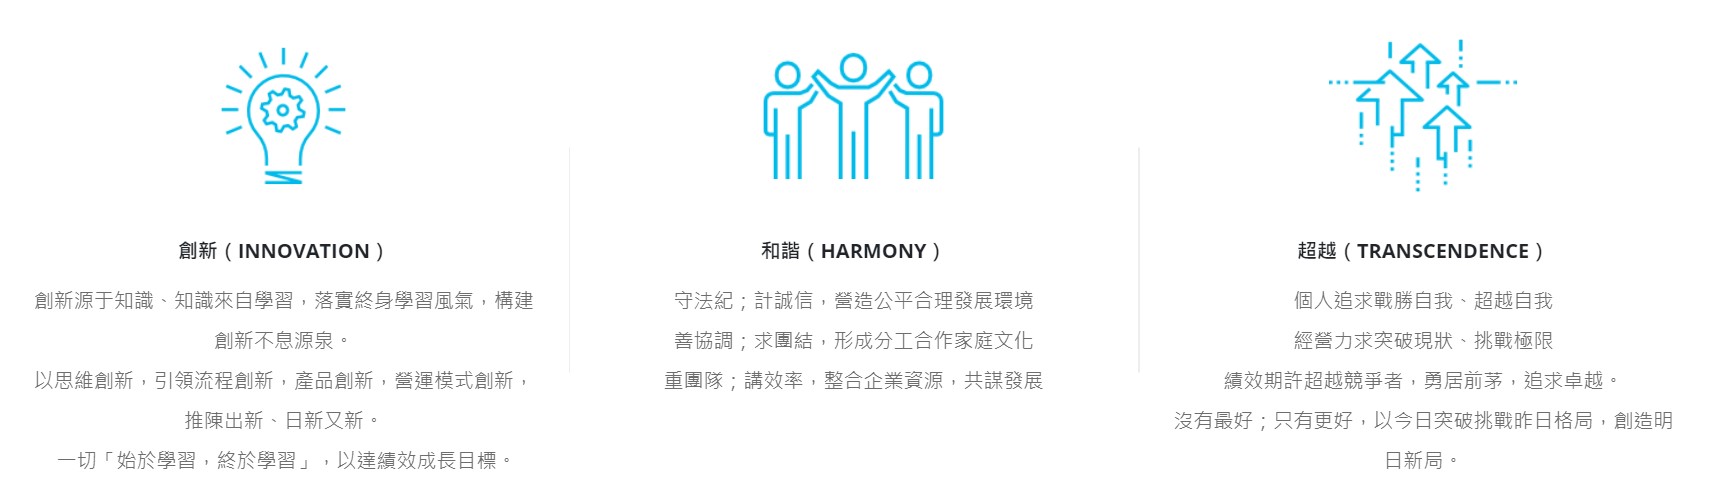 創新（INNOVATION）
創新源于知識、知識來自學習，落實終身學習風氣，構建
創新不息源泉。
以思維創新，引領流程創新，產品創新，營運模式創新，
推陳出新、日新又新。
一切「始於學習，終於學習」，以達績效成長目標。
和諧（HARMONY）
守法紀；計誠信，營造公平合理發展環境
善協調；求團結，形成分工合作家庭文化
重團隊；講效率，整合企業資源，共謀發展
超越（TRANSCENDENCE）
個人追求戰勝自我、超越自我
經營力求突破現狀、挑戰極限
績效期許超越競爭者，勇居前茅，追求卓越。
沒有最好；只有更好，以今日突破挑戰昨日格局，創造明
日新局。